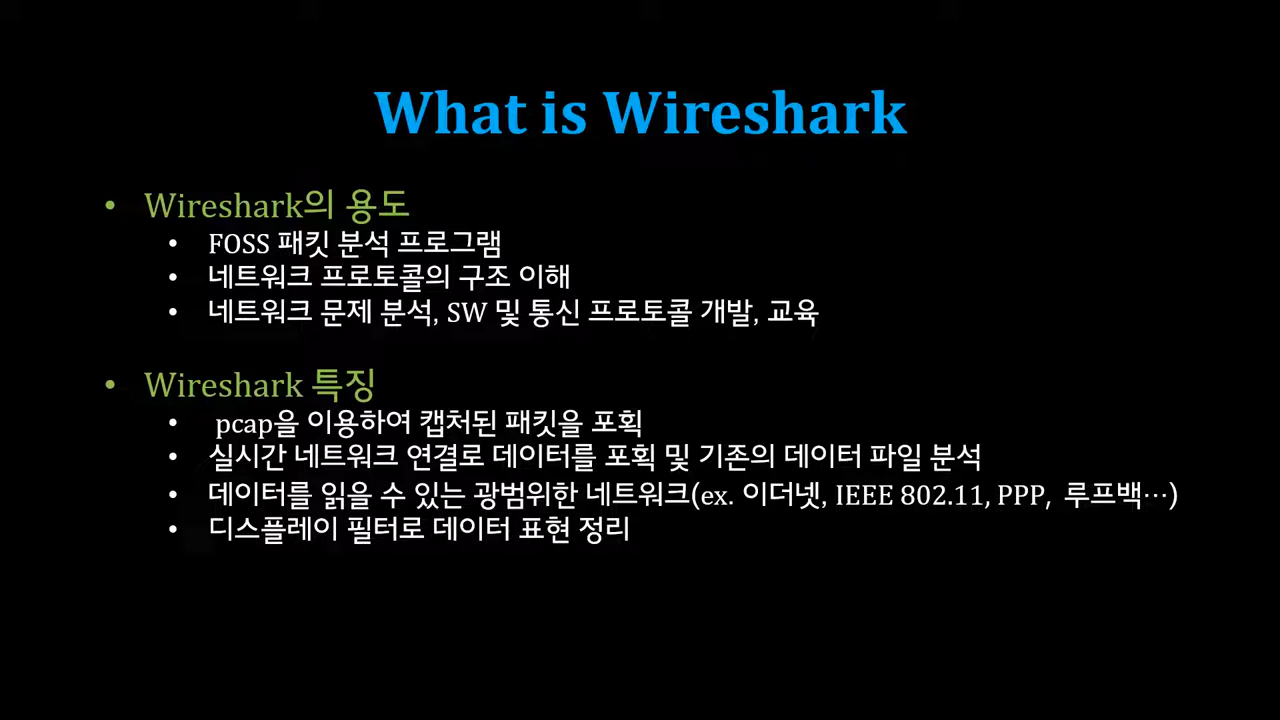 What is Wireshark
• Wireshark의 용도
• FOSS 패킷 분석 프로그램
• 네트워크 프로토콜의 구조 이해
• 네트워크 문제 분석, SW 및 통신 프로토콜 개발, 교육
• Wireshark 특징
• pcap을 이용하여 캡처된 패킷을 포획
• 실시간 네트워크 연결로 데이터를 포획 및 기존의 데이터 파일 분석
• 데이터를 읽을 수 있는 광범위한 네트워크(ex. 이더넷, IEEE 802.11, PPP, 루프백…)
• 디스플레이 필터로 데이터 표현 정리